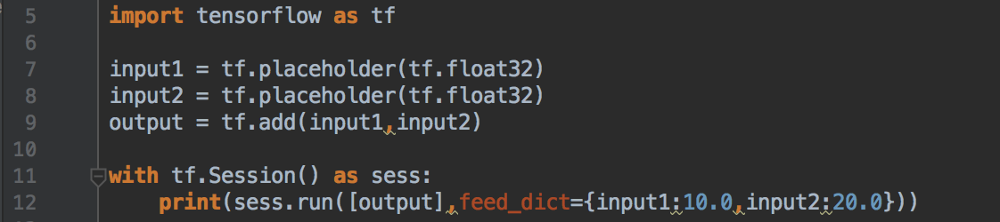 5 import tensorflow as tf
6
7 input1 = tf.placeholder(tf.float32)
8 input2 = tf.placeholder(tf.float32)
9 output = tf.add(input1,input2)
10
11 with tf.Session() as sess:
12     print(sess.run([output],feed_dict={input1:10.0,input2:20.0}))